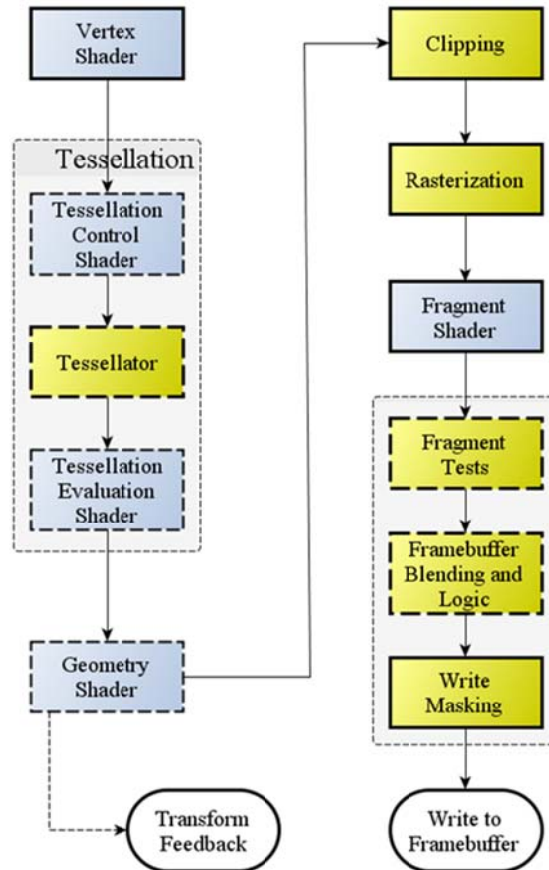 Vertex
Shader
Tessellation
Tessellation
Control
Shader
Tessellator
Tessellation
Evaluation
Shader
Geometry
Shader
Transform
Feedback
Clipping
Rasterization
Fragment
Shader
Fragment
Tests
Framebuffer
Blending and
Logic
Write
Masking
Write to
Framebuffer